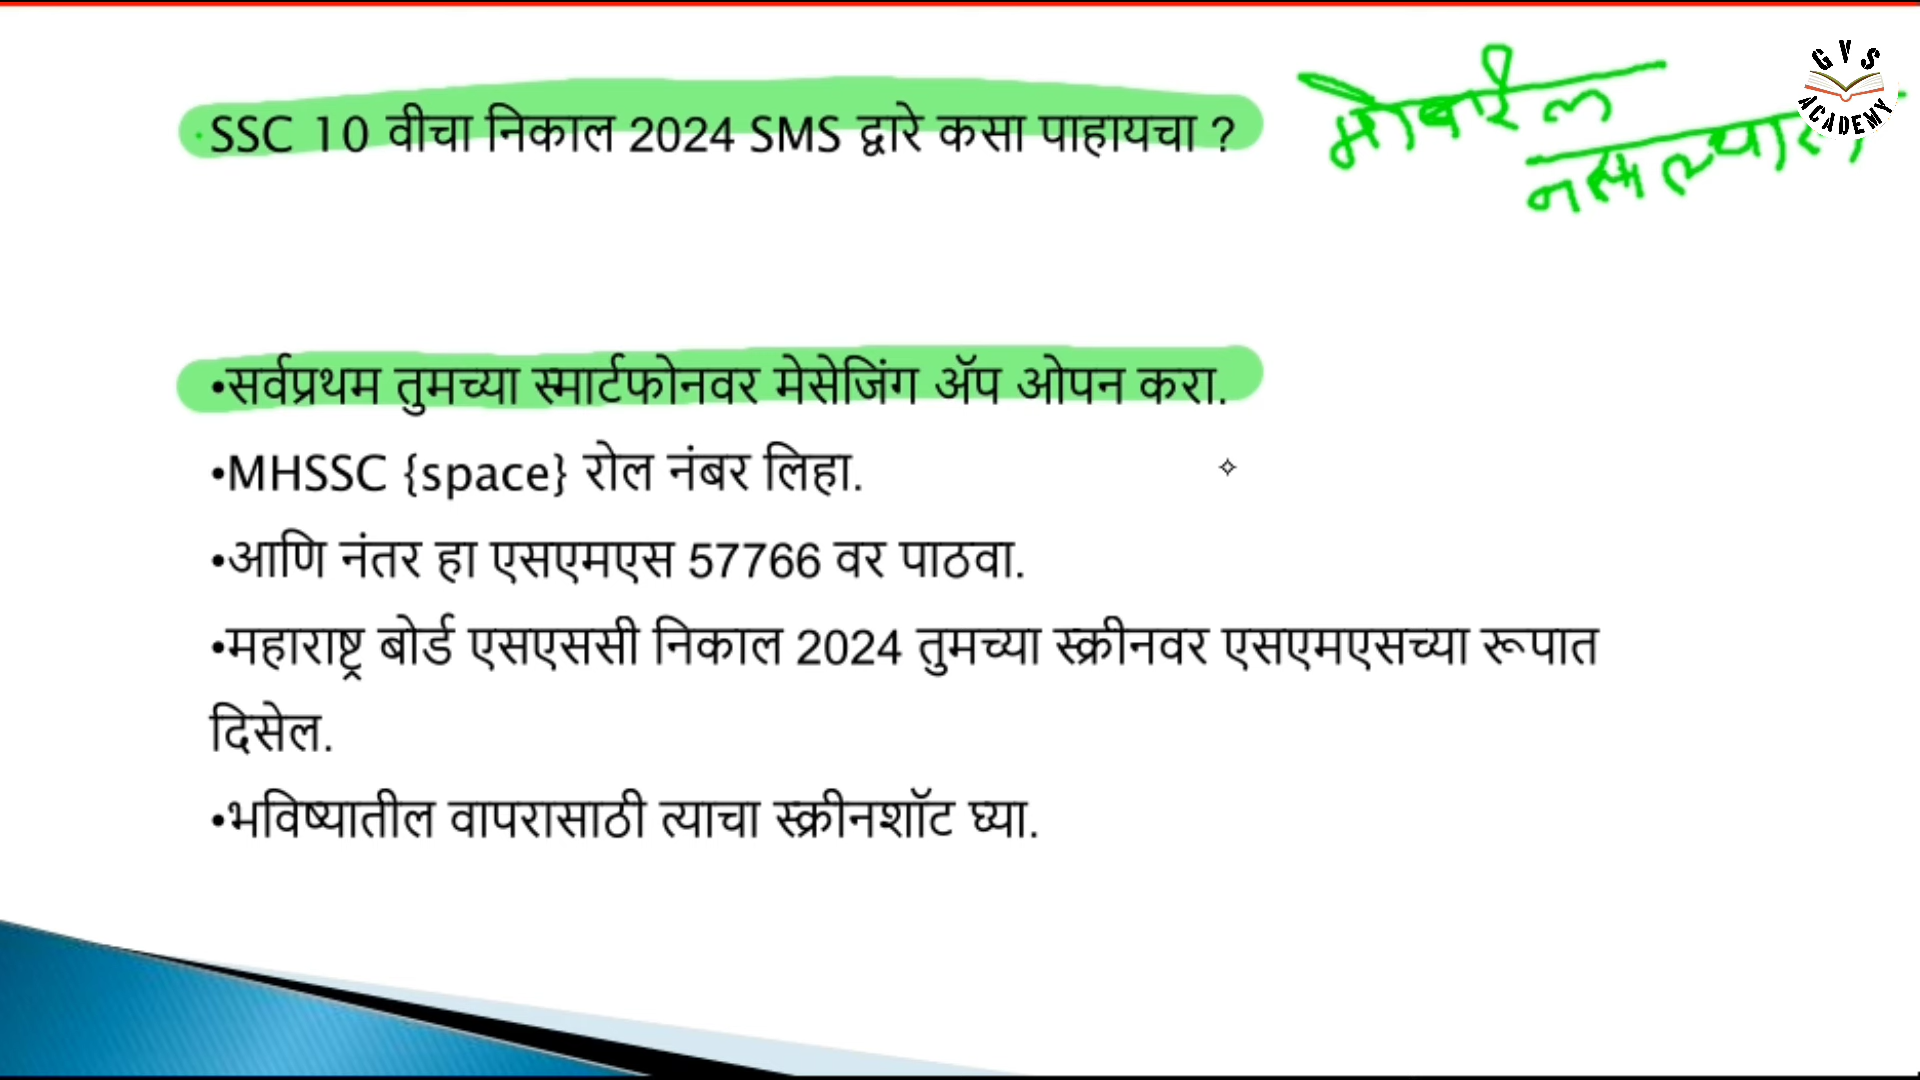 SSC 10 वीचा निकाल 2024 SMS द्वारे कसा पाहायचा ?
मोबाईल
नसल्यास,
GVS
ACADEMY
•सर्वप्रथम तुमच्या स्मार्टफोनवर मेसेजिंग ॲप ओपन करा.
•MHSSC {space} रोल नंबर लिहा.
•आणि नंतर हा एसएमएस 57766 वर पाठवा.
•महाराष्ट्र बोर्ड एसएससी निकाल 2024 तुमच्या स्क्रीनवर एसएमएसच्या रूपात
दिसेल.
•भविष्यातील वापरासाठी त्याचा स्क्रीनशॉट घ्या.